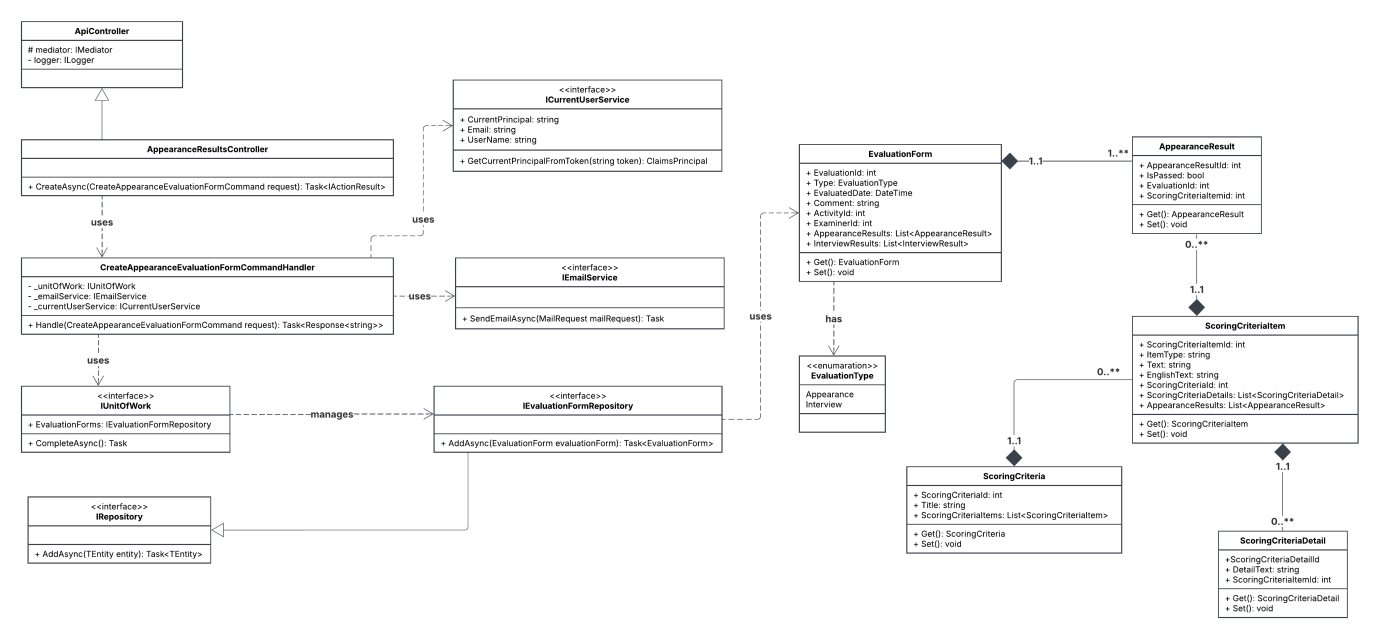 ApiController
# mediator: IMediator
- logger: ILogger
AppearanceResultsController
+ CreateAsync(CreateAppearanceEvaluationFormCommand request): Task<IActionResult>
uses
CreateAppearanceEvaluationFormCommandHandler
- _unitOfWork: IUnitOfWork
- _emailService: IEmailService
- _currentUserService: ICurrentUserService
+ Handle(CreateAppearanceEvaluationFormCommand request): Task<Response<string>>
uses
<<interface>>
IUnitOfWork
+ EvaluationForms: IEvaluationFormRepository
+ CompleteAsync(): Task
<<interface>>
IRepository
+ AddAsync(TEntity entity): Task<TEntity>
<<interface>>
ICurrentUserService
+ CurrentPrincipal: string
+ Email: string
+ UserName: string
+ GetCurrentPrincipalFromToken(string token): ClaimsPrincipal
uses
<<interface>>
IEmailService
+ SendEmailAsync(MailRequest mailRequest): Task
uses
manages
<<interface>>
IEvaluationFormRepository
+ AddAsync(EvaluationForm evaluationForm): Task<EvaluationForm>
uses
EvaluationForm
+ EvaluationId: int
+ Type: EvaluationType
+ EvaluatedDate: DateTime
+ Comment: string
+ ActivityId: int
+ ExaminerId: int
+ AppearanceResults: List<AppearanceResult>
+ InterviewResults: List<InterviewResult>
+ Get(): EvaluationForm
+ Set(): void
has
<<enumaration>>
EvaluationType
Appearance
Interview
1..1
1..**
AppearanceResult
+ AppearanceResultId: int
+ IsPassed: bool
+ EvaluationId: int
+ ScoringCriteriaItemid: int
+ Get(): AppearanceResult
+ Set(): void
0..**
1..1
ScoringCriteriaItem
+ ScoringCriteriaItemId: int
+ ItemType: string
+ Text: string
+ EnglishText: string
+ ScoringCriteriaId: int
+ ScoringCriteriaDetails: List<ScoringCriteriaDetail>
+ AppearanceResults: List<AppearanceResult>
+ Get(): ScoringCriteriaItem
+ Set(): void
0..**
1..1
ScoringCriteria
+ ScoringCriteriaId: int
+ Title: string
+ ScoringCriteriaItems: List<ScoringCriteriaItem>
+ Get(): ScoringCriteria
+ Set(): void
1..1
0..**
ScoringCriteriaDetail
+ScoringCriteriaDetailId
+ DetailText: string
+ ScoringCriteriaItemId: int
+ Get(): ScoringCriteriaDetail
+ Set(): void